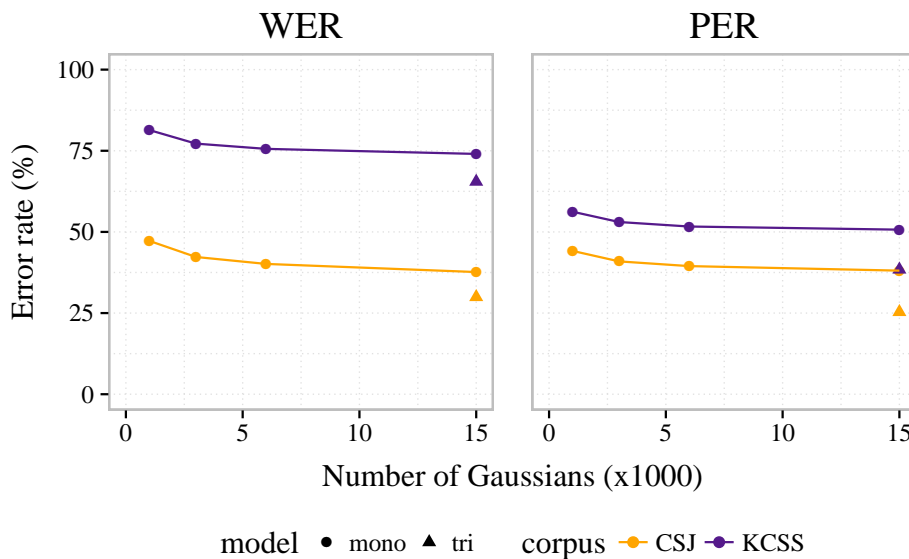 WER PER
Error rate (%)
100
75
50
25
0
0 5 10 15 0 5 10 15
Number of Gaussians (x1000)
model mono tri corpus CSJ KCSS